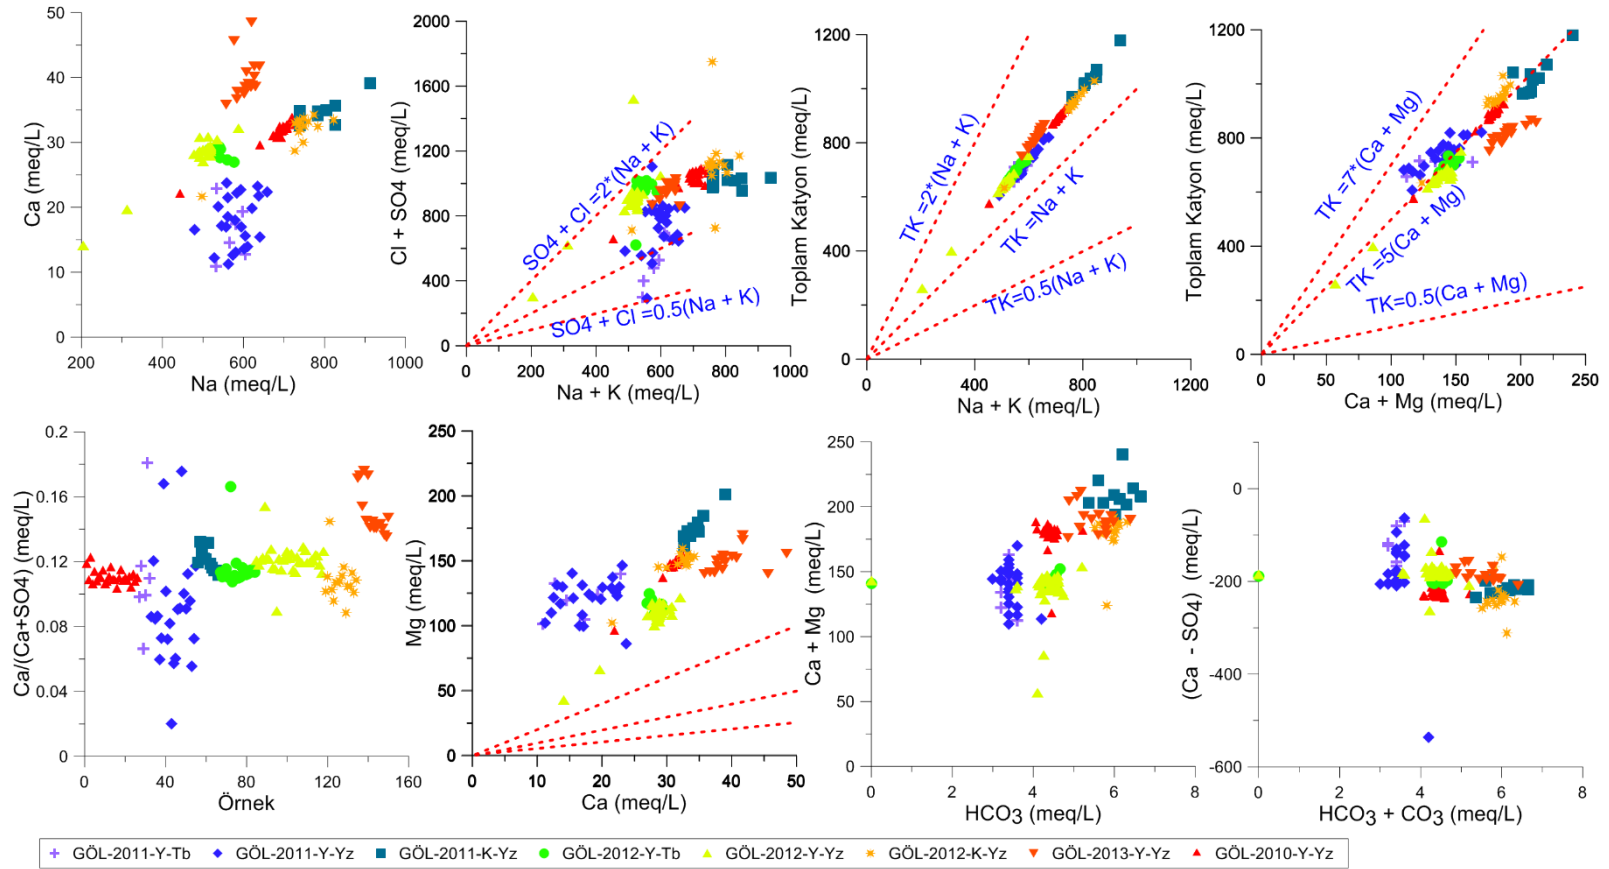 50
40
30
20
10
0
Ca (meq/L)
200 400 600 800 1000
Na (meq/L)
2000
1600
1200
1000
800
400
0
Cl + SO4 (meq/L)
SO4 + Cl =2*(Na + K)
SO4 + Cl =0.5(Na + K)
0 200 400 600 800 1000
Na + K (meq/L)
1200
800
400
0
Toplam Katyon (meq/L)
TK =2*(Na + K)
TK =Na + K
TK=0.5(Na + K)
0 400 800 1200
Na + K (meq/L)
1200
800
400
0
Toplam Katyon (meq/L)
TK =7*(Ca + Mg)
TK =5(Ca + Mg)
TK=0.5(Ca + Mg)
0 50 100 150 200 250
Ca + Mg (meq/L)
0.2
0.16
0.12
0.08
0.04
0
Ca/(Ca+SO4) (meq/L)
0 40 80 120 160
Örnek
250
200
150
100
50
0
Mg (meq/L)
0 10 20 30 40 50
Ca (meq/L)
250
200
150
100
50
0
Ca + Mg (meq/L)
0 2 4 6 8
HCO3 (meq/L)
0
-200
-400
-600
(Ca - SO4) (meq/L)
0 2 4 6 8
HCO3 + CO3 (meq/L)
GÖL-2011-Y-Tb GÖL-2011-Y-Yz GÖL-2011-K-Yz GÖL-2012-Y-Tb GÖL-2012-Y-Yz GÖL-2012-K-Yz GÖL-2013-Y-Yz GÖL-2010-Y-Yz